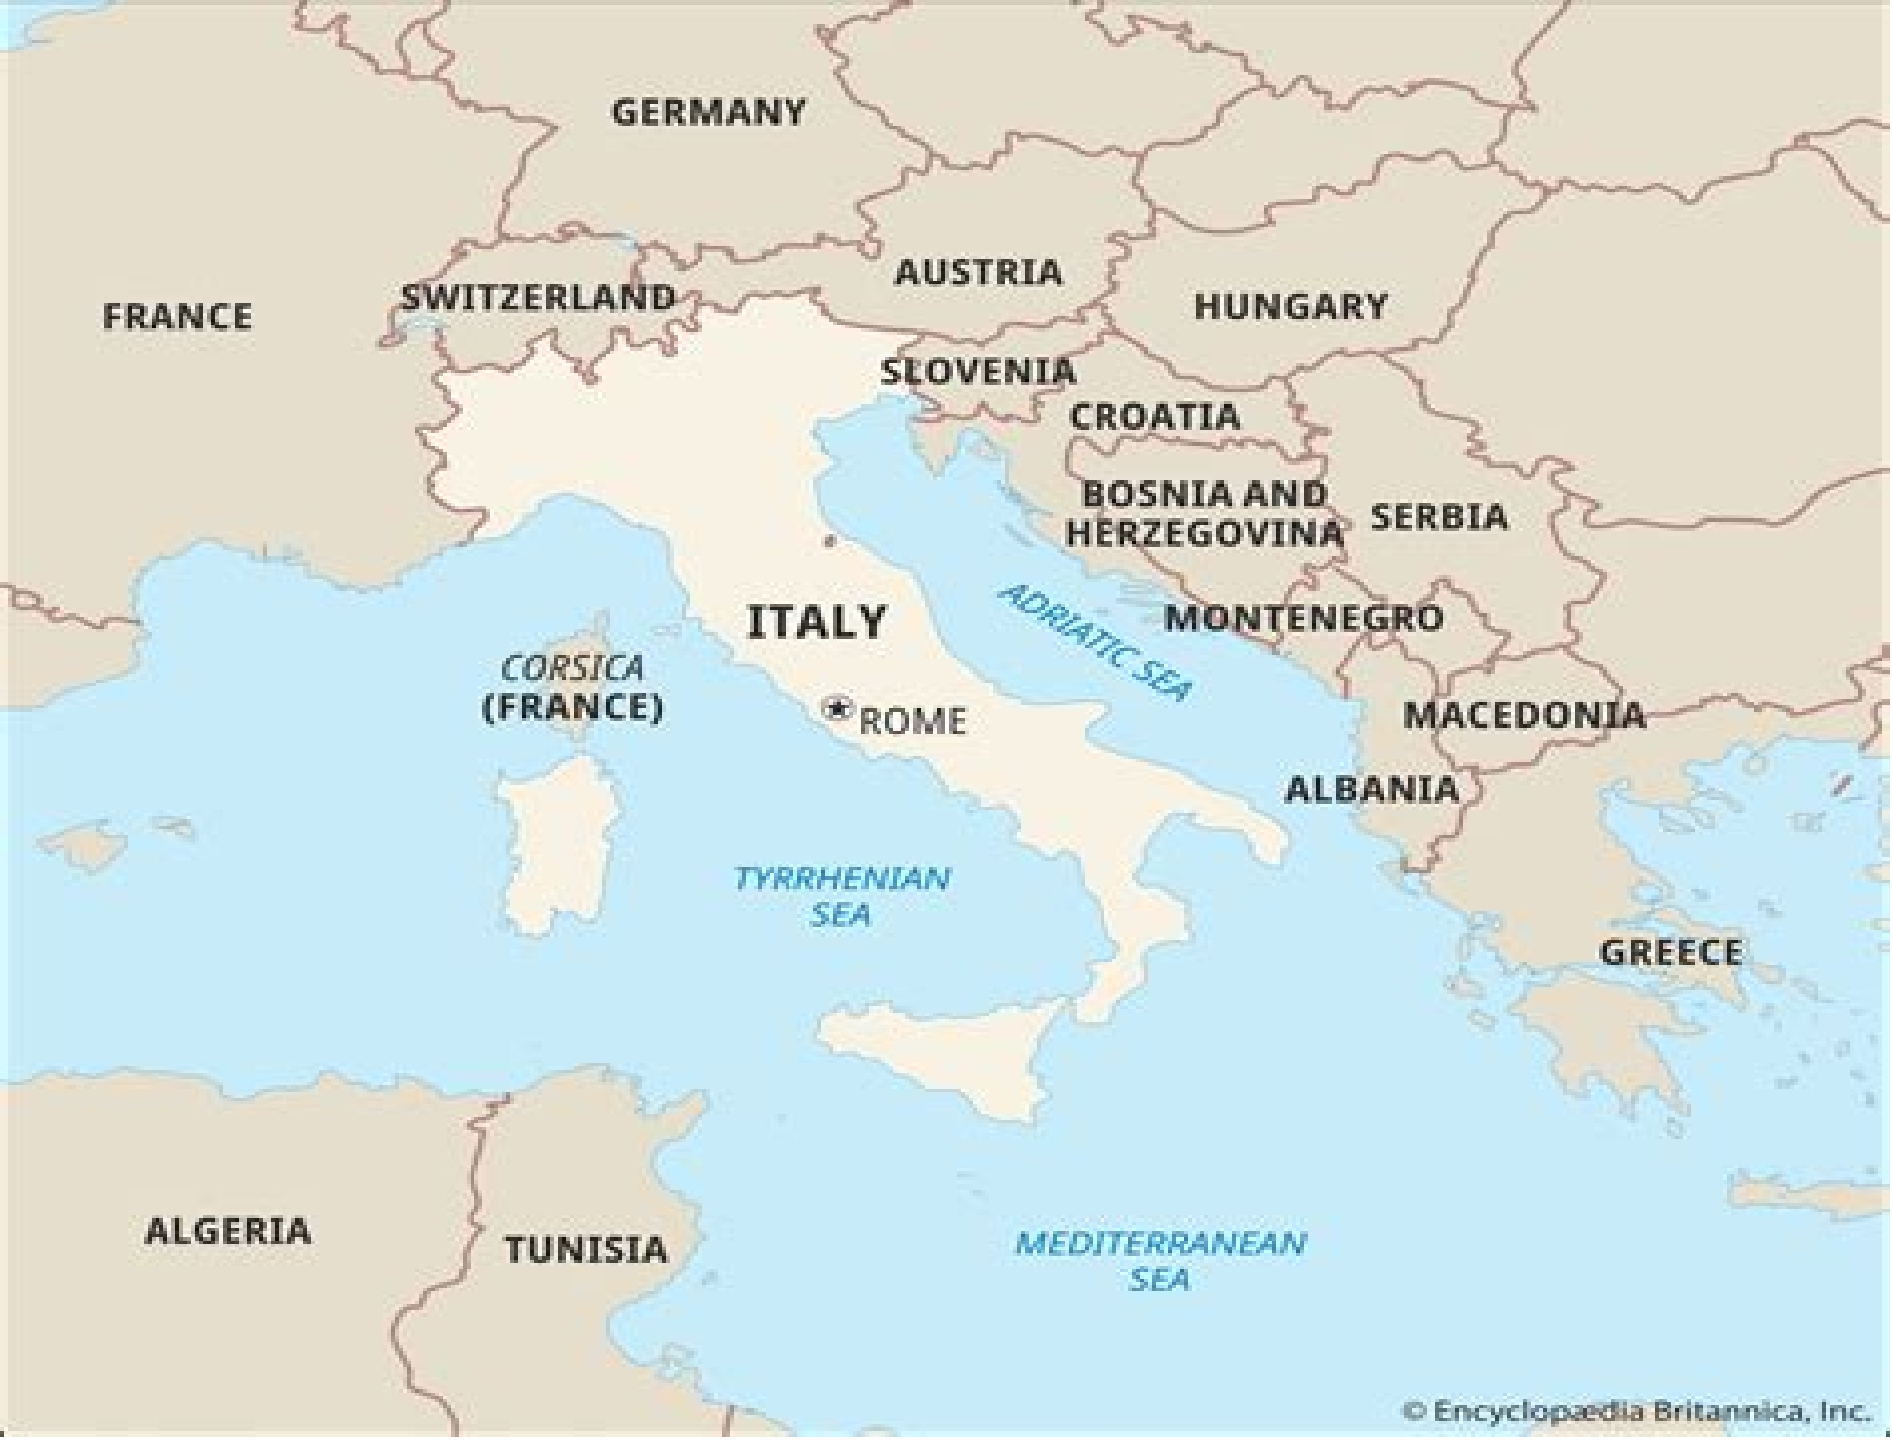 GERMANY
AUSTRIA
SWITZERLAND
FRANCE
HUNGARY
SLOVENIA
CROATIA
BOSNIA AND
HERZEGOVINA
SERBIA
ADRIATIC SEA
ITALY
MONTENEGRO
CORSICA
(FRANCE)
ROME
MACEDONIA
ALBANIA
TYRRHENIAN
SEA
GREECE
ALGERIA
TUNISIA
MEDITERRANEAN
SEA
© Encyclopædia Britannica, Inc.